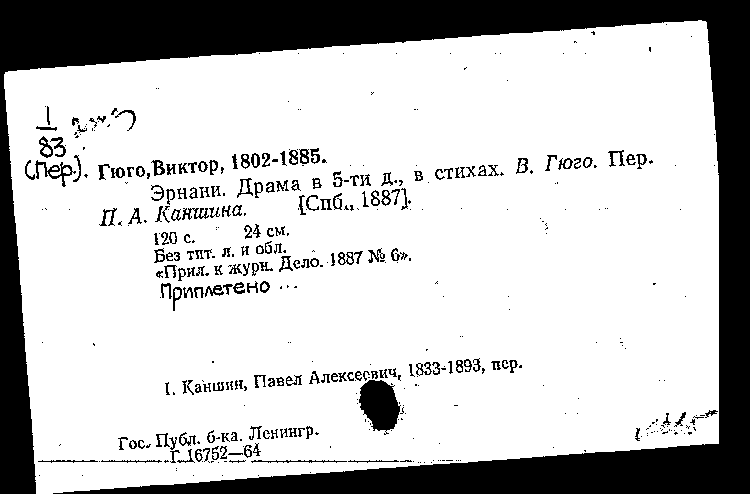 1
83
(Пер.).
Гюго, Виктор, 1802-1885.
Эрнани. Драма в 5-ти д., в стихах. В. Гюго. Пер.
П. А. Каншина. [Спб., 1887].
120 с. 24 см.
Без тит. л. и обл.
«Прил. к журн. Дело. 1887 № 6».
Приплетено ...
I. Каншин, Павел Алексеевич, 1833-1893, пер.
Гос. Публ. б-ка. Ленингр.
Г. 16752—64